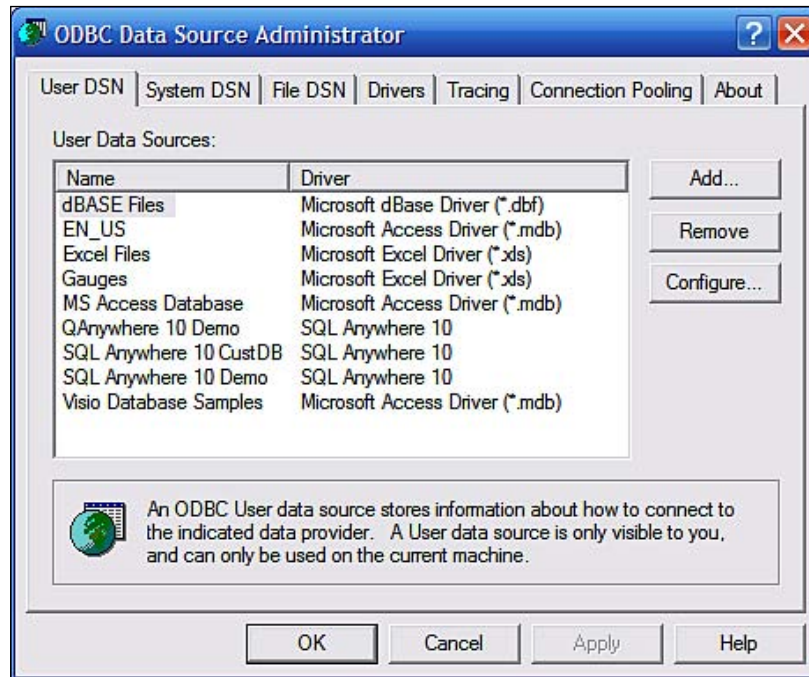 ODBC Data Source Administrator
User DSN System DSN File DSN Drivers Tracing Connection Pooling About
User Data Sources:
Name Driver
dBASE Files Microsoft dBase Driver (*.dbf)
EN_US Microsoft Access Driver (*.mdb)
Excel Files Microsoft Excel Driver (*.xls)
Gauges Microsoft Excel Driver (*.xls)
MS Access Database Microsoft Access Driver (*.mdb)
QAnywhere 10 Demo SQL Anywhere 10
SQL Anywhere 10 CustDB SQL Anywhere 10
SQL Anywhere 10 Demo SQL Anywhere 10
Visio Database Samples Microsoft Access Driver (*.mdb)
Add...
Remove
Configure...
An ODBC User data source stores information about how to connect to
the indicated data provider. A User data source is only visible to you,
and can only be used on the current machine.
OK Cancel Apply Help